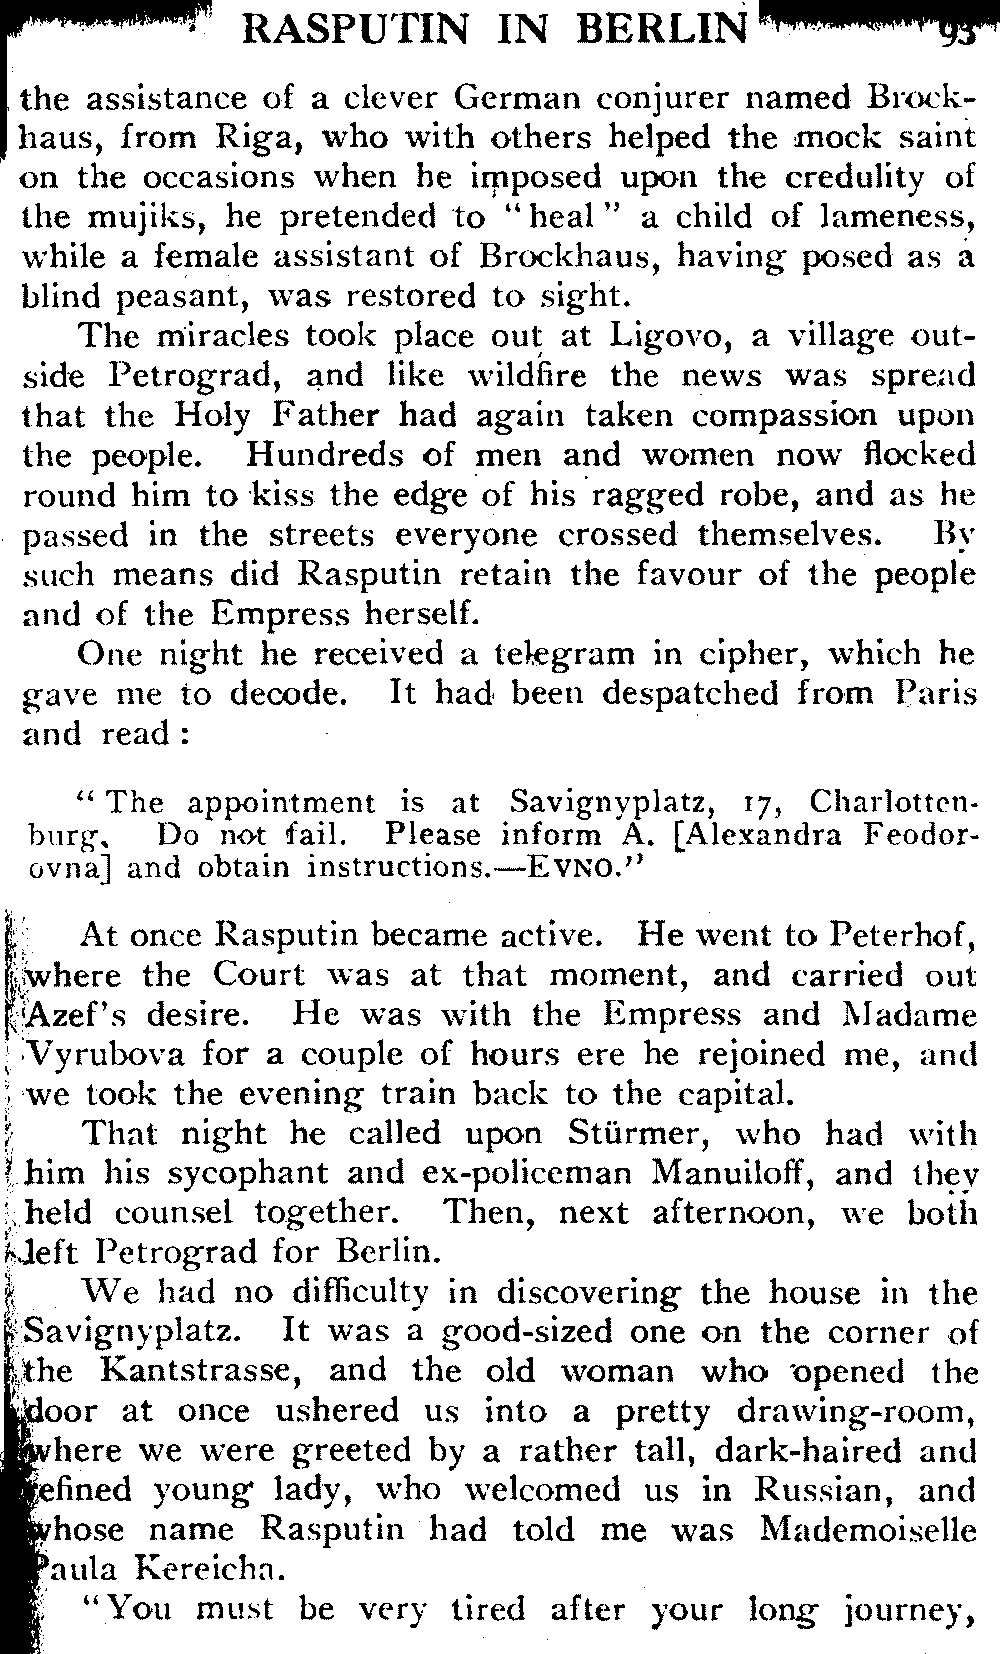 RASPUTIN IN BERLIN 93
the assistance of a clever German conjurer named Brock-
haus, from Riga, who with others helped the mock saint
on the occasions when he imposed upon the credulity of
the mujiks, he pretended to "heal" a child of lameness,
while a female assistant of Brockhaus, having posed as a
blind peasant, was restored to sight.
The miracles took place out at Ligovo, a village out-
side Petrograd, and like wildfire the news was spread
that the Holy Father had again taken compassion upon
the people. Hundreds of men and women now flocked
round him to kiss the edge of his ragged robe, and as he
passed in the streets everyone crossed themselves. By
such means did Rasputin retain the favour of the people
and of the Empress herself.
One night he received a telegram in cipher, which he
gave me to decode. It had been despatched from Paris
and read:
"The appointment is at Savignyplatz, 17, Charlotten-
burg. Do not fail. Please inform A. [Alexandra Feodor-
ovna] and obtain instructions.—EVNO."
At once Rasputin became active. He went to Peterhof,
where the Court was at that moment, and carried out
Azef's desire. He was with the Empress and Madame
Vyrubova for a couple of hours ere he rejoined me, and
we took the evening train back to the capital.
That night he called upon Stürmer, who had with
him his sycophant and ex-policeman Manuiloff, and they
held counsel together. Then, next afternoon, we both
left Petrograd for Berlin.
We had no difficulty in discovering the house in the
Savignyplatz. It was a good-sized one on the corner of
the Kantstrasse, and the old woman who opened the
door at once ushered us into a pretty drawing-room,
where we were greeted by a rather tall, dark-haired and
refined young lady, who welcomed us in Russian, and
whose name Rasputin had told me was Mademoiselle
Paula Kereicha.
"You must be very tired after your long journey,